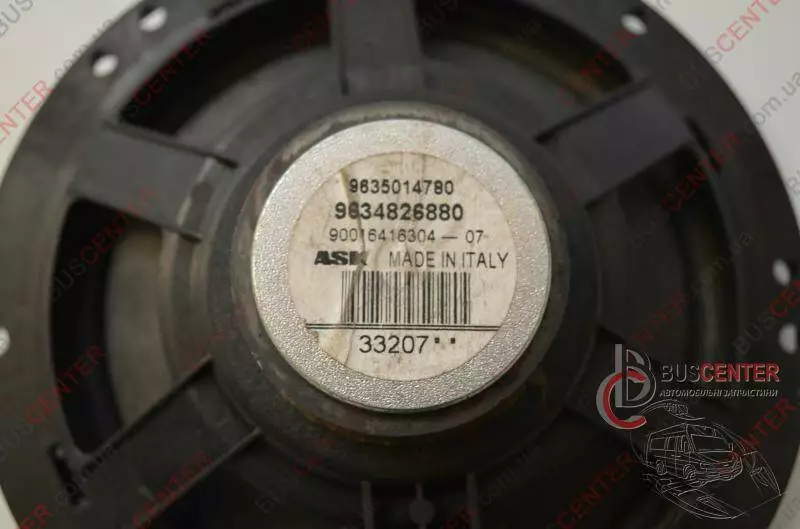 9635014780
9634826880
90016416304 - 07
ASK MADE IN ITALY
33207
BUSCENTER
АВТОМОБІЛЬНІ ЗАПЧАСТИНИ